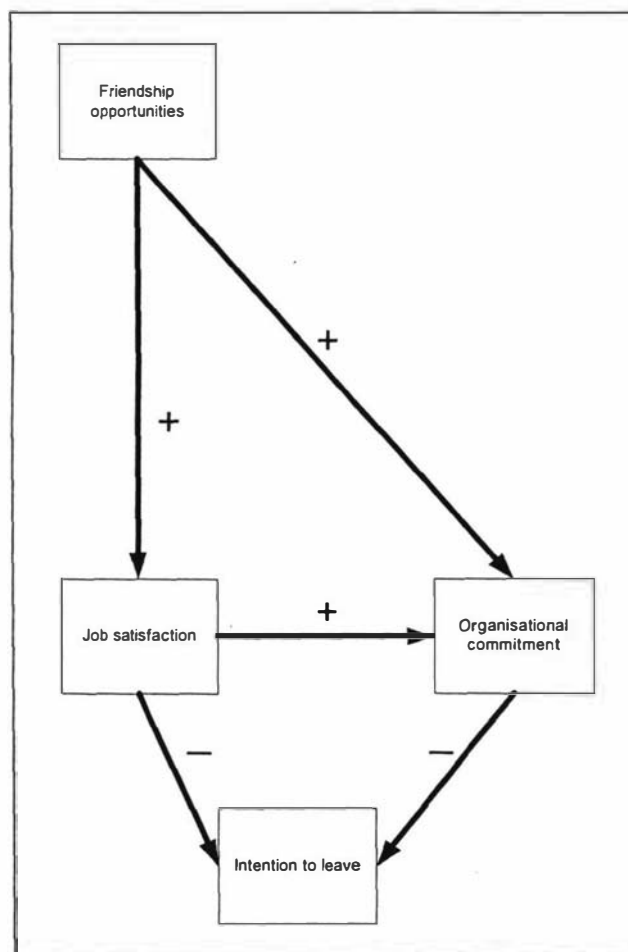 Friendship
opportunities
+
+
Job satisfaction
+
Organisational
commitment
—
—
Intention to leave